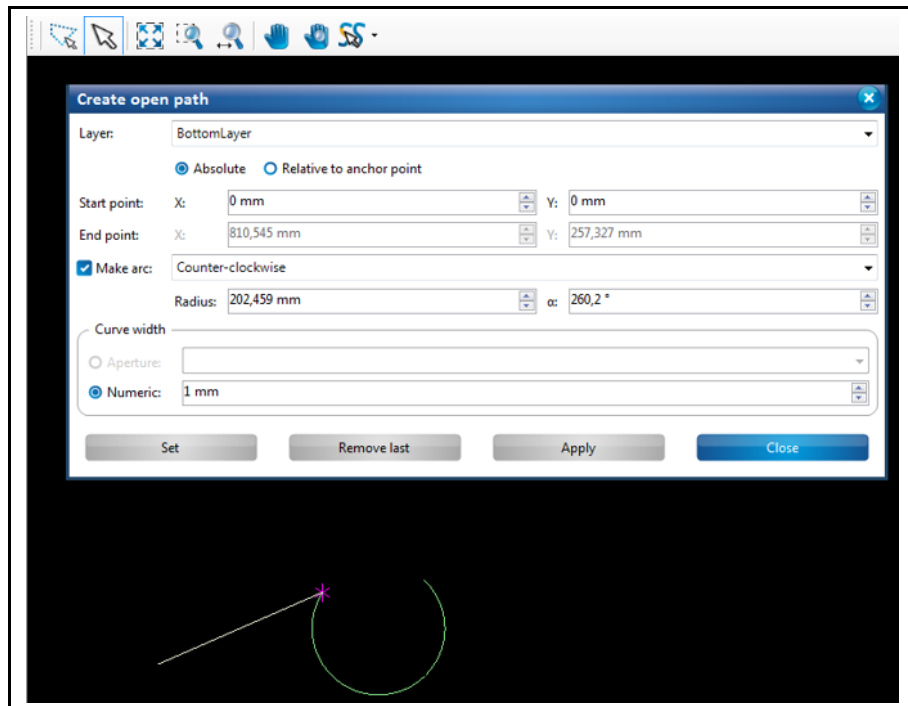 Create open path
Layer: BottomLayer
Absolute Relative to anchor point
Start point: X: 0 mm Y: 0 mm
End point: X: 810,545 mm Y: 257,327 mm
Make arc: Counter-clockwise
Radius: 202,459 mm α: 260,2 °
Curve width
Aperture:
Numeric: 1 mm
Set Remove last Apply Close